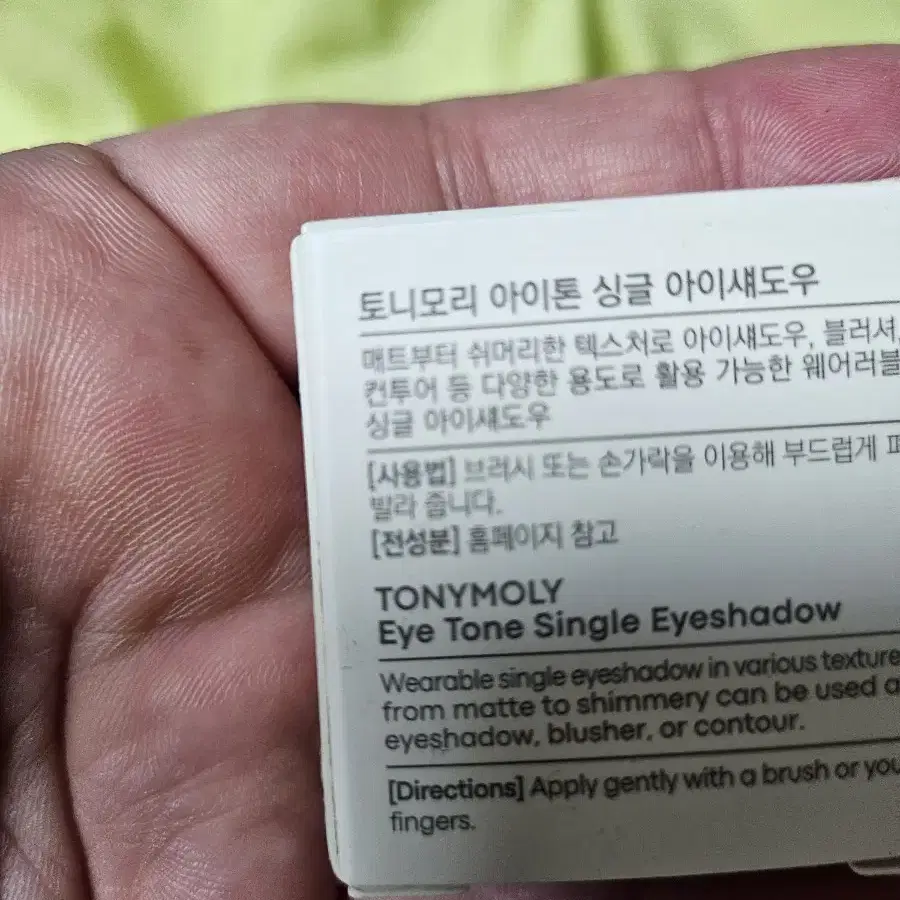 토니모리 아이톤 싱글 아이섀도우
매트부터 쉬머리한 텍스처로 아이섀도우, 블러셔,
컨투어 등 다양한 용도로 활용 가능한 웨어러블
싱글 아이섀도우
[사용법] 브러시 또는 손가락을 이용해 부드럽게 펴
발라 줍니다.
[전성분] 홈페이지 참고
TONYMOLY
Eye Tone Single Eyeshadow
Wearable single eyeshadow in various texture
from matte to shimmery can be used a
eyeshadow, blusher, or contour.
[Directions] Apply gently with a brush or you
fingers.